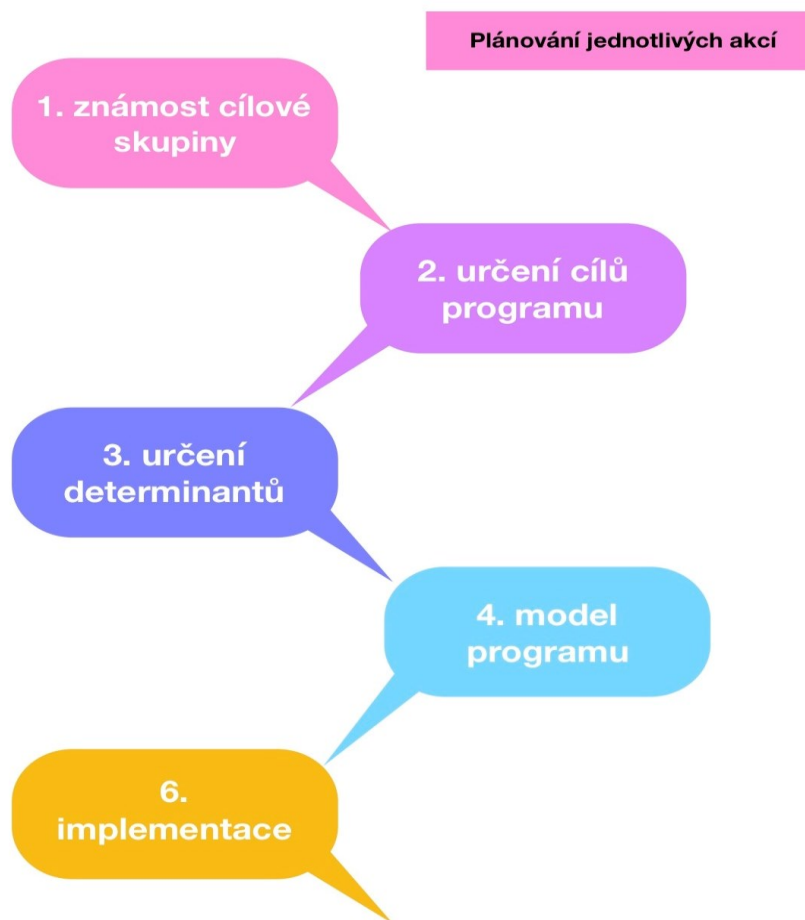 Plánování jednotlivých akcí
1. známost cílové
skupiny
2. určení cílů
programu
3. určení
determinantů
4. model
programu
6.
implementace